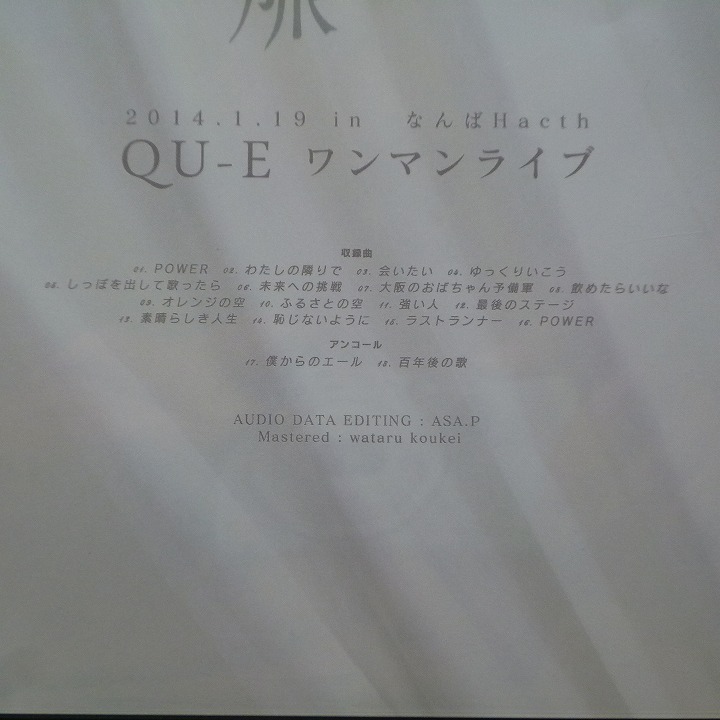 2014.1.19 in なんばHacth
QU-E ワンマンライブ
収録曲
01. POWER 02. わたしの隣りで 03. 会いたい 04. ゆっくりいこう
05. しっぽを出して歌ったら 06. 未来への挑戦 07. 大阪のおばちゃん予備軍 08. 飲めたらいいな
09. オレンジの空 10. ふるさとの空 11. 強い人 12. 最後のステージ
13. 素晴らしき人生 14. 恥じないように 15. ラストランナー 16. POWER
アンコール
17. 僕からのエール 18. 百年後の歌
AUDIO DATA EDITING : ASA.P
Mastered : wataru koukei